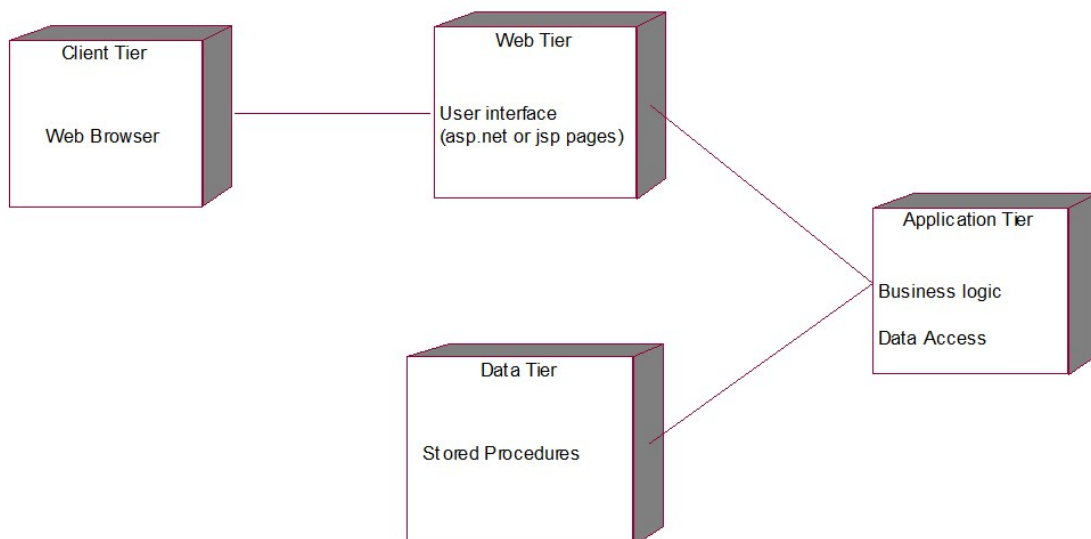 Client Tier
Web Browser
Web Tier
User interface
(asp.net or jsp pages)
Application Tier
Business logic
Data Access
Data Tier
Stored Procedures